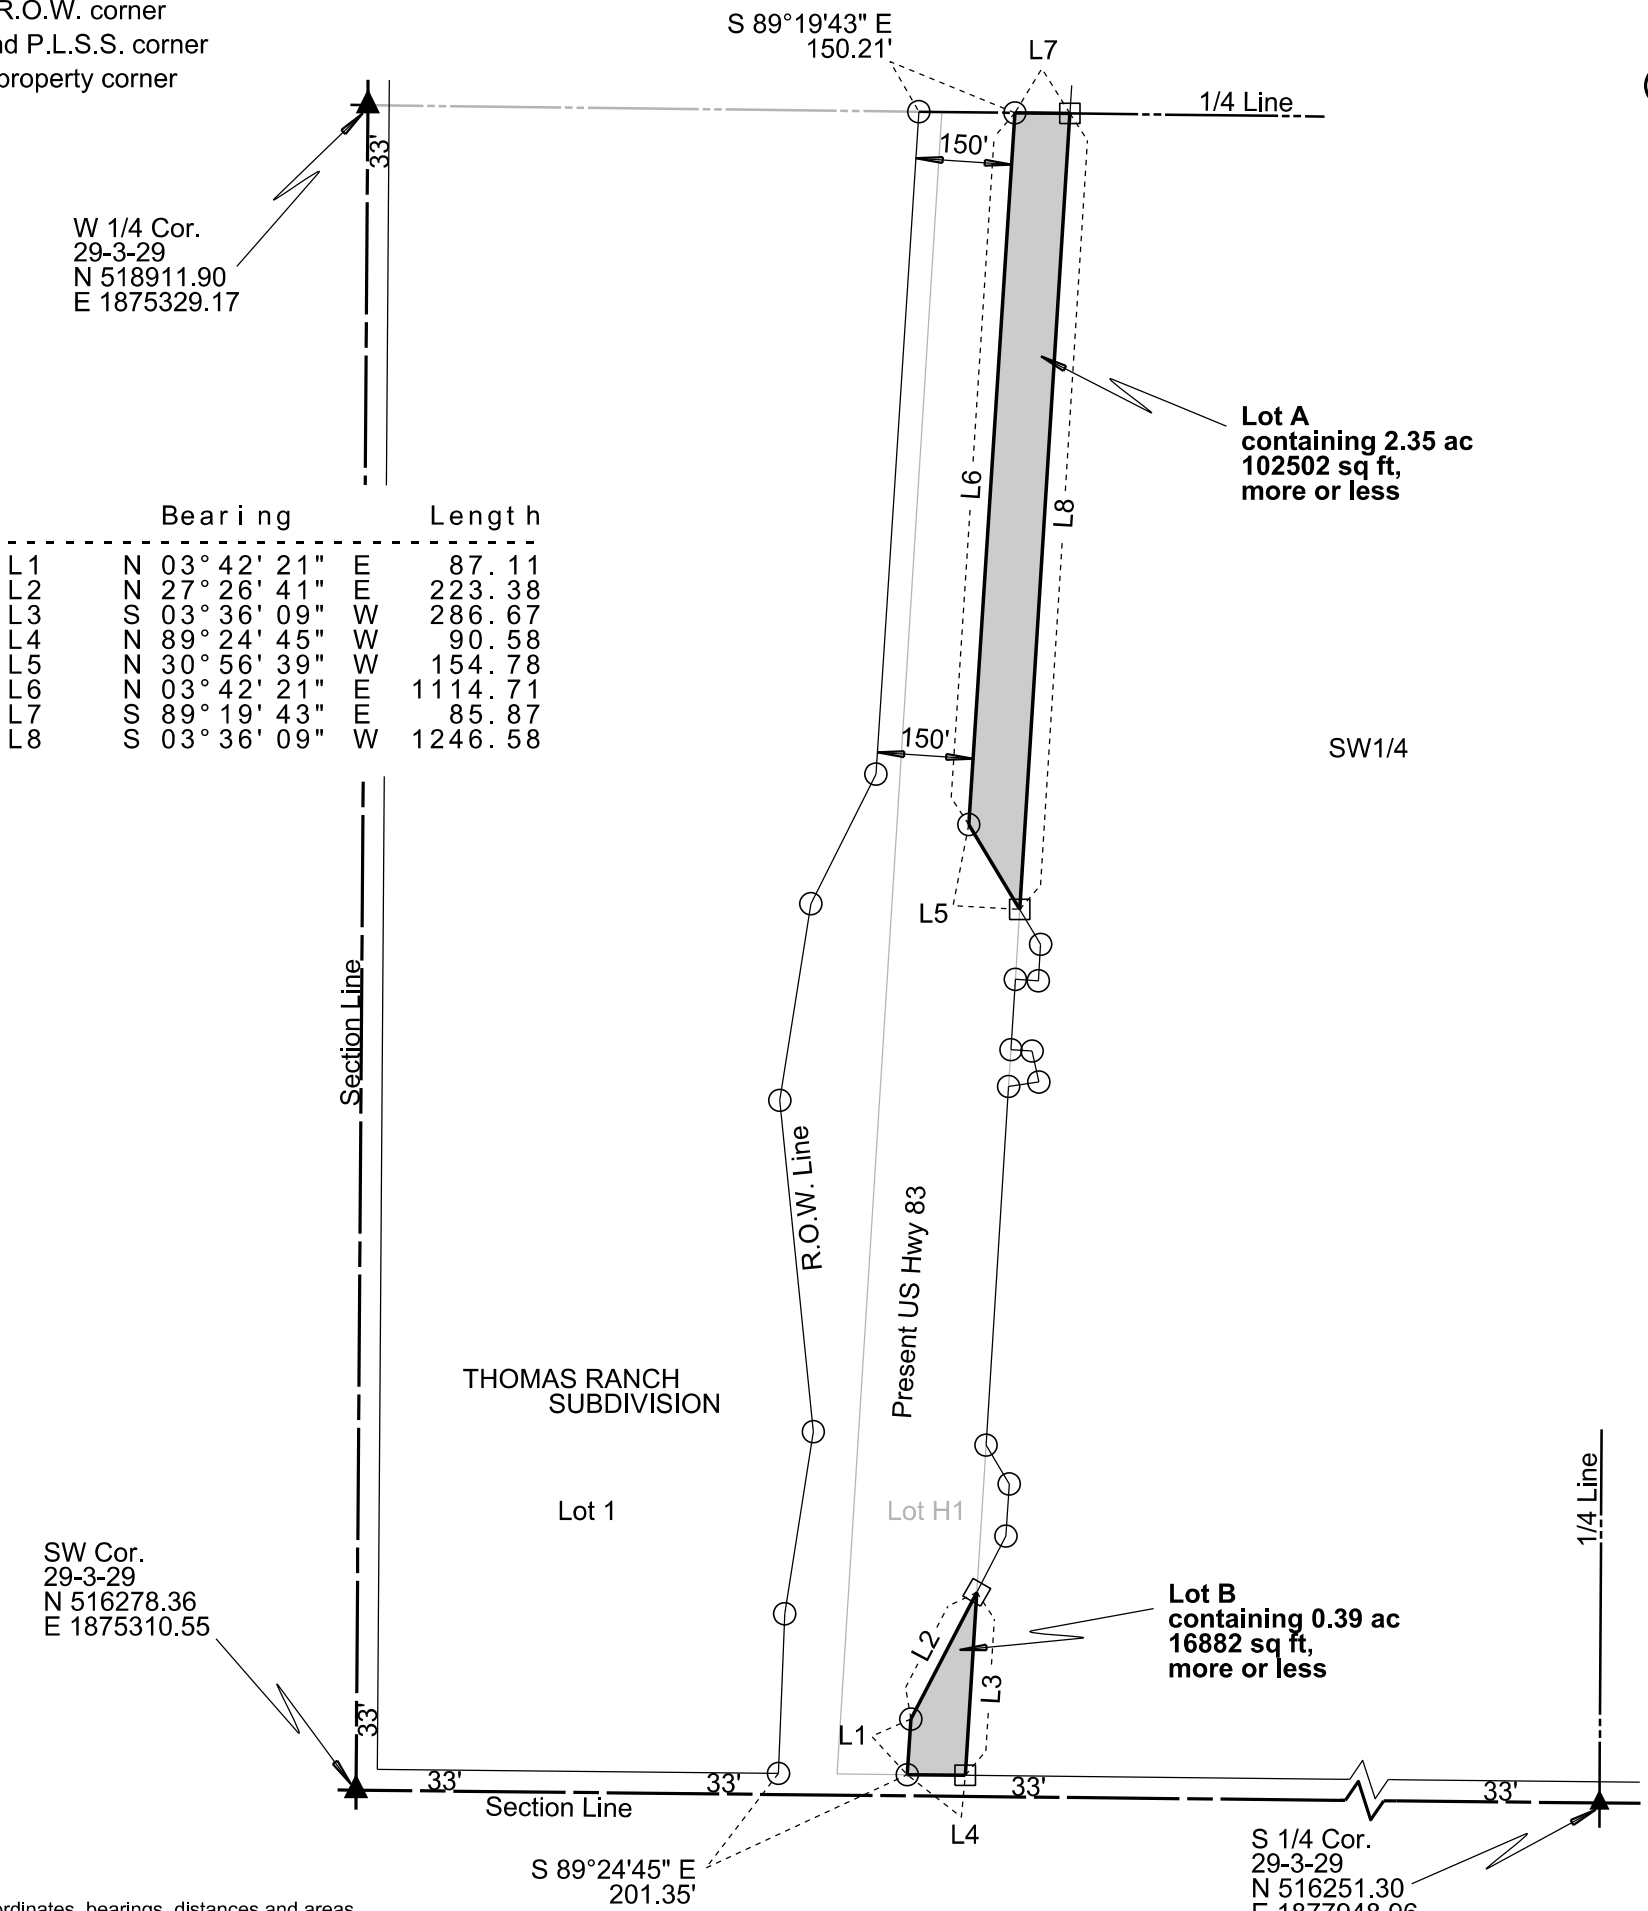 R.O.W. corner
P.L.S.S. corner
property corner
S 89°19'43" E
150.21'
L7
1/4 Line
33'
150'
W 1/4 Cor.
29-3-29
N 518911.90
E 1875329.17
Lot A
containing 2.35 ac
102502 sq ft,
more or less
L6
L8
Bearing Length
L1 N 03°42'21" E 87.11
L2 N 27°26'41" E 223.38
L3 S 03°36'09" W 286.67
L4 N 89°24'45" W 90.58
L5 N 30°56'39" W 154.78
L6 N 03°42'21" E 1114.71
L7 S 89°19'43" E 85.87
L8 S 03°36'09" W 1246.58
150'
SW1/4
L5
Section Line
R.O.W. Line
Present US Hwy 83
THOMAS RANCH
SUBDIVISION
Lot 1
Lot H1
1/4 Line
SW Cor.
29-3-29
N 516278.36
E 1875310.55
Lot B
containing 0.39 ac
16882 sq ft,
more or less
L2
L3
33'
L1
33'
33'
33'
33'
Section Line
L4
S 89°24'45" E
201.35'
S 1/4 Cor.
29-3-29
N 516251.30
E 1877948.96
bearings, distances and areas